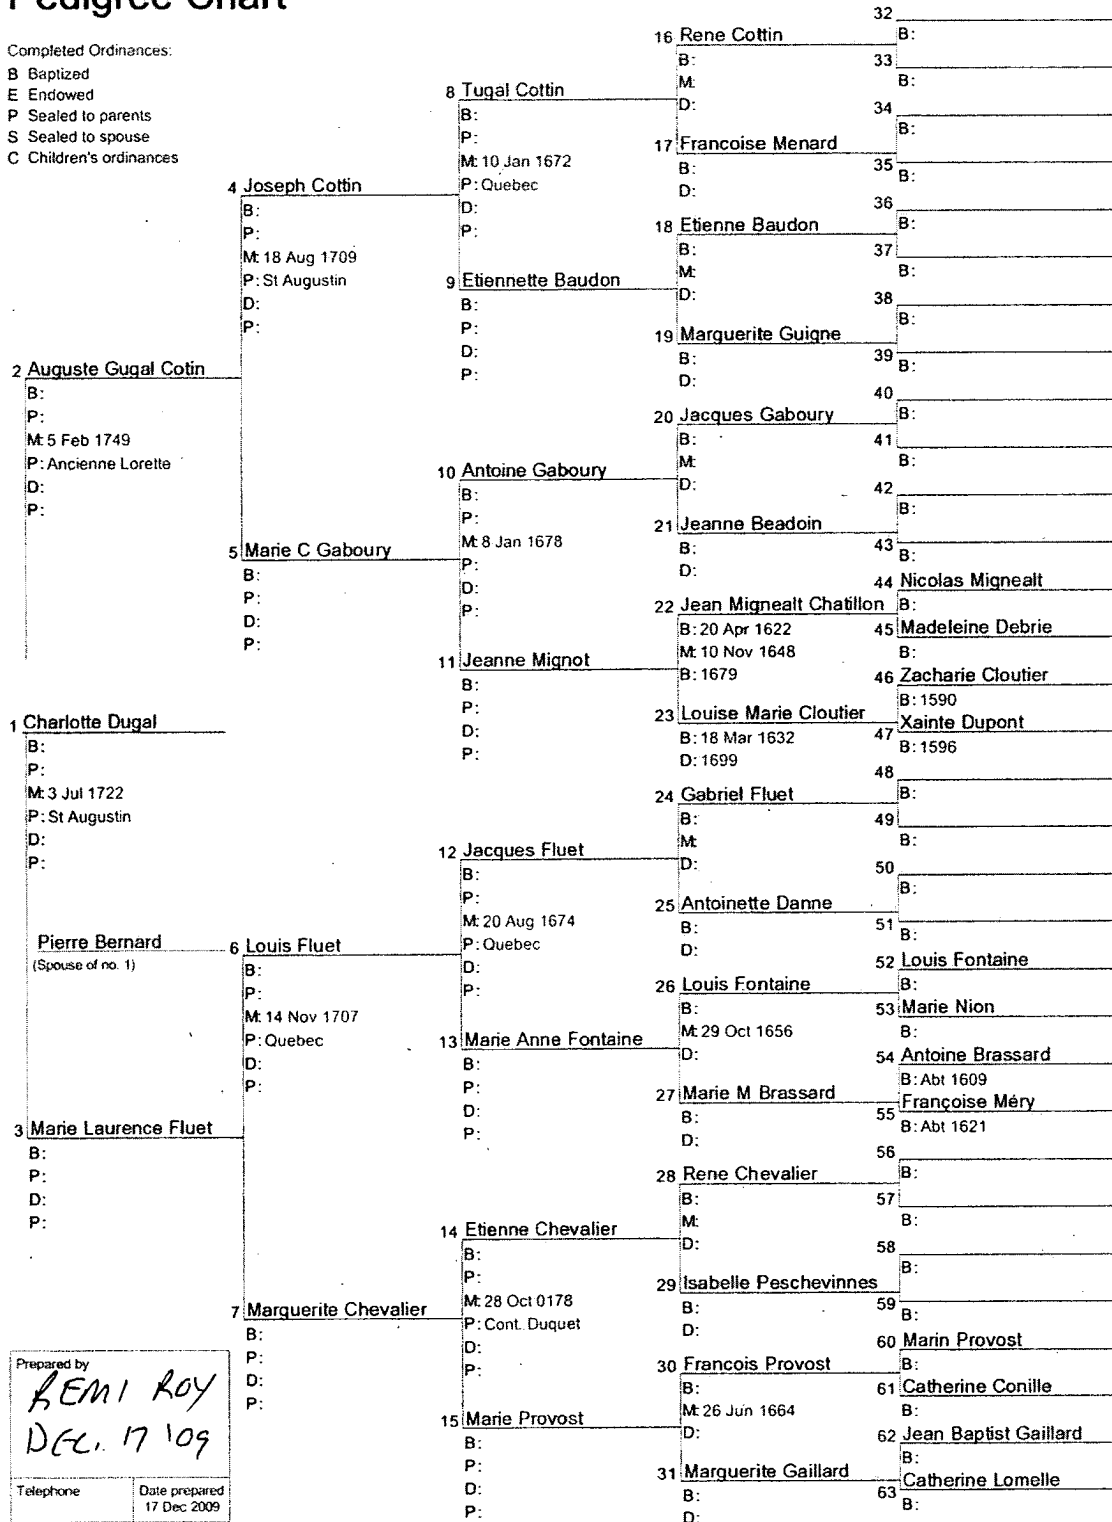 Pedigree Chart
Completed Ordinances:
B Baptized
E Endowed
P Sealed to parents
S Sealed to spouse
C Children's ordinances
1 Charlotte Dugal
B:
P:
M: 3 Jul 1722
P: St Augustin
D:
P:
Pierre Bernard
(Spouse of no. 1)
2 Auguste Gugal Cotin
B:
P:
M: 5 Feb 1749
P: Ancienne Lorette
D:
P:
3 Marie Laurence Fluet
B:
P:
D:
P:
4 Joseph Cottin
B:
P:
M: 18 Aug 1709
P: St Augustin
D:
P:
5 Marie C Gaboury
B:
P:
D:
P:
6 Louis Fluet
B:
P:
M: 14 Nov 1707
P: Quebec
D:
P:
7 Marguerite Chevalier
B:
P:
D:
P:
8 Tugal Cottin
B:
P:
M: 10 Jan 1672
P: Quebec
D:
P:
9 Etiennette Baudon
B:
P:
D:
P:
10 Antoine Gaboury
B:
P:
M: 8 Jan 1678
P:
D:
P:
11 Jeanne Mignot
B:
P:
D:
P:
12 Jacques Fluet
B:
P:
M: 20 Aug 1674
P: Quebec
D:
P:
13 Marie Anne Fontaine
B:
P:
D:
P:
14 Etienne Chevalier
B:
P:
M: 28 Oct 0178
P: Cont. Duquet
D:
P:
15 Marie Provost
B:
P:
D:
P:
16 Rene Cottin
B:
M:
D:
17 Francoise Menard
B:
D:
18 Etienne Baudon
B:
M:
D:
19 Marguerite Guigne
B:
D:
20 Jacques Gaboury
B:
M:
D:
21 Jeanne Beadoin
B:
D:
22 Jean Mignealt Chatillon
B: 20 Apr 1622
M: 10 Nov 1648
B: 1679
23 Louise Marie Cloutier
B: 18 Mar 1632
D: 1699
24 Gabriel Fluet
B:
M:
D:
25 Antoinette Danne
B:
D:
26 Louis Fontaine
B:
M: 29 Oct 1656
D:
27 Marie M Brassard
B:
D:
28 Rene Chevalier
B:
M:
D:
29 Isabelle Peschevinnes
B:
D:
30 Francois Provost
B:
M: 26 Jun 1664
D:
31 Marguerite Gaillard
B:
D:
32
B:
33
B:
34
B:
35
B:
36
B:
37
B:
38
B:
39
B:
40
B:
41
B:
42
B:
43
B:
44 Nicolas Mignealt
B:
45 Madeleine Debrie
B:
46 Zacharie Cloutier
B: 1590
47 Xainte Dupont
B: 1596
48
B:
49
B:
50
B:
51
B:
52 Louis Fontaine
B:
53 Marie Nion
B:
54 Antoine Brassard
B: Abt 1609
55 Françoise Méry
B: Abt 1621
56
B:
57
B:
58
B:
59
B:
60 Marin Provost
B:
61 Catherine Conille
B:
62 Jean Baptist Gaillard
B:
63 Catherine Lomelle
B:
Prepared by
REMI ROY
DEC. 17 '09
Telephone
Date prepared
17 Dec 2009